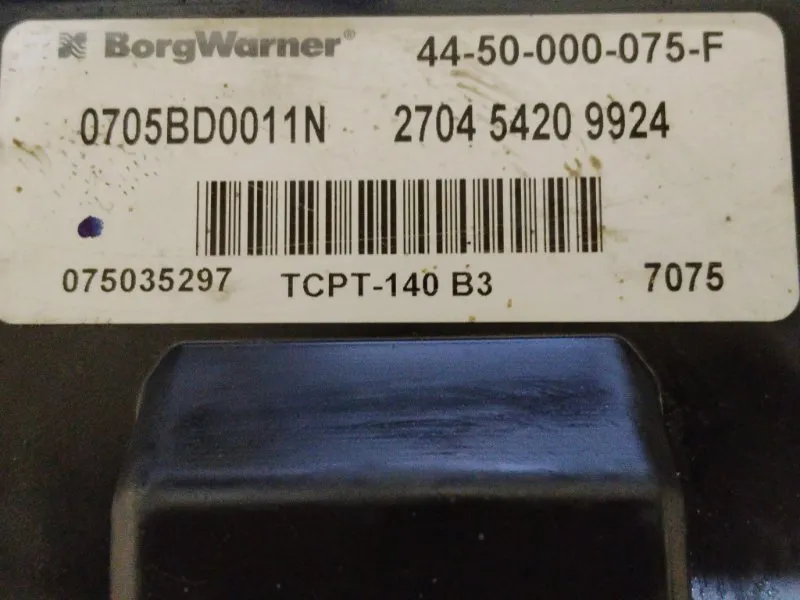 BorgWarner® 44-50-000-075-F
0705BD0011N 2704 5420 9924
075035297 TCPT-140 B3 7075